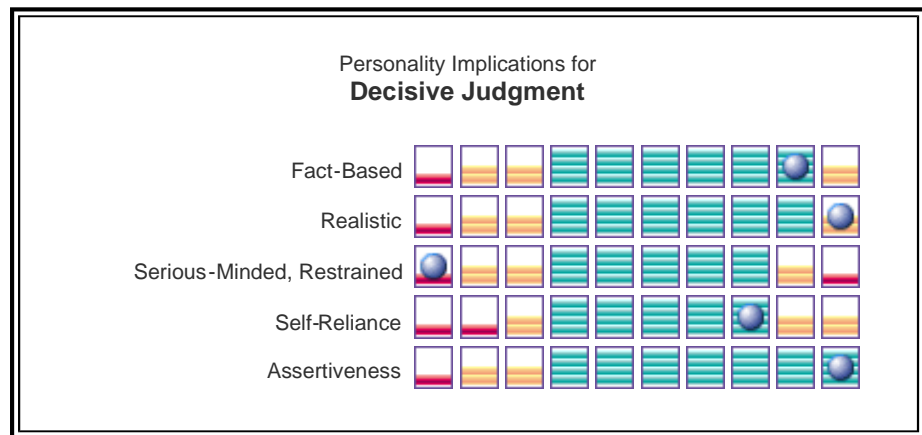 Personality Implications for
Decisive Judgment
Fact-Based
Realistic
Serious-Minded, Restrained
Self-Reliance
Assertiveness